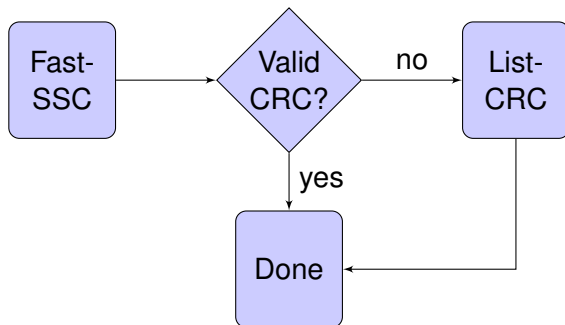 Fast-
SSC
Valid
CRC?
no
List-
CRC
yes
Done